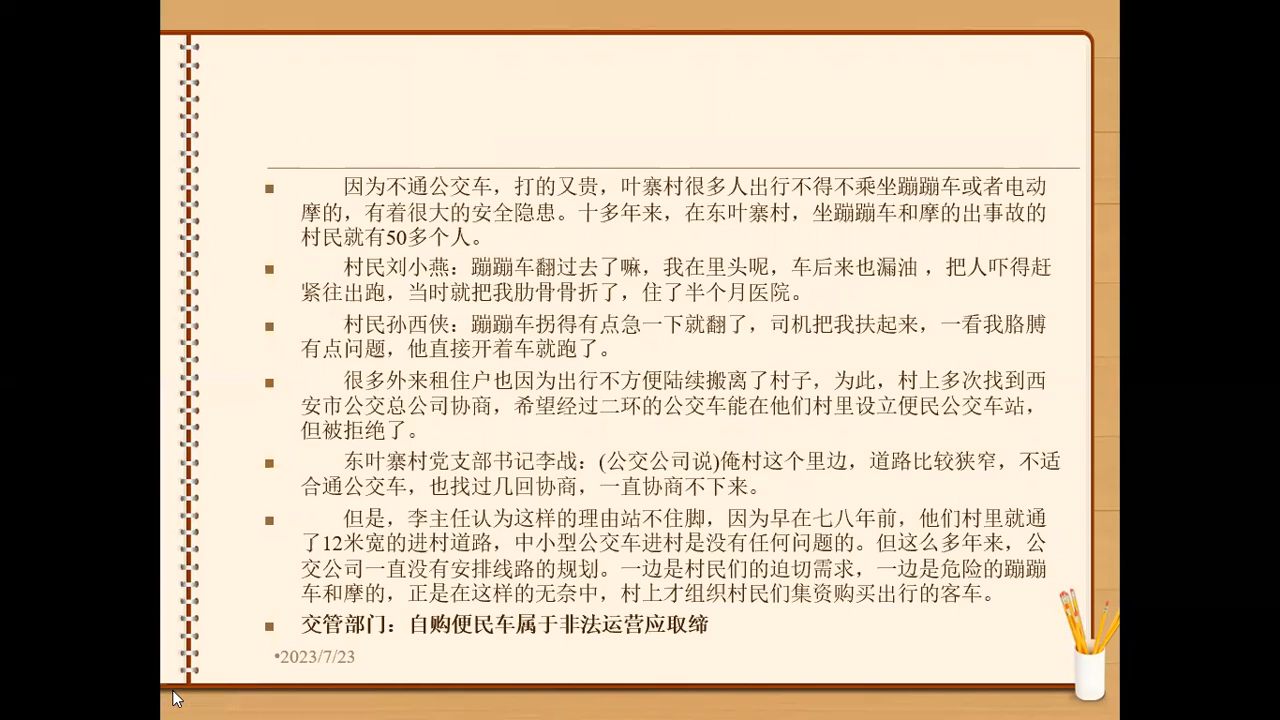 因为不通公交车，打的又贵，叶寨村很多人出行不得不乘坐蹦蹦车或者电动
摩的，有着很大的安全隐患。十多年来，在东叶寨村，坐蹦蹦车和摩的出事故的
村民就有50多个人。
村民刘小燕：蹦蹦车翻过去了嘛，我在里头呢，车后来也漏油 ，把人吓得赶
紧往出跑，当时就把我肋骨骨折了，住了半个月医院。
村民孙西侠：蹦蹦车拐得有点急一下就翻了，司机把我扶起来，一看我胳膊
有点问题，他直接开着车就跑了。
很多外来租住户也因为出行不方便陆续搬离了村子，为此，村上多次找到西
安市公交总公司协商，希望经过二环的公交车能在他们村里设立便民公交车站，
但被拒绝了。
东叶寨村党支部书记李战：(公交公司说)俺村这个里边，道路比较狭窄，不适
合通公交车，也找过几回协商，一直协商不下来。
但是，李主任认为这样的理由站不住脚，因为早在七八年前，他们村里就通
了12米宽的进村道路，中小型公交车进村是没有任何问题的。但这么多年来，公
交公司一直没有安排线路的规划。一边是村民们的迫切需求，一边是危险的蹦蹦
车和摩的，正是在这样的无奈中，村上才组织村民们集资购买出行的客车。
交管部门：自购便民车属于非法运营应取缔
•2023/7/23